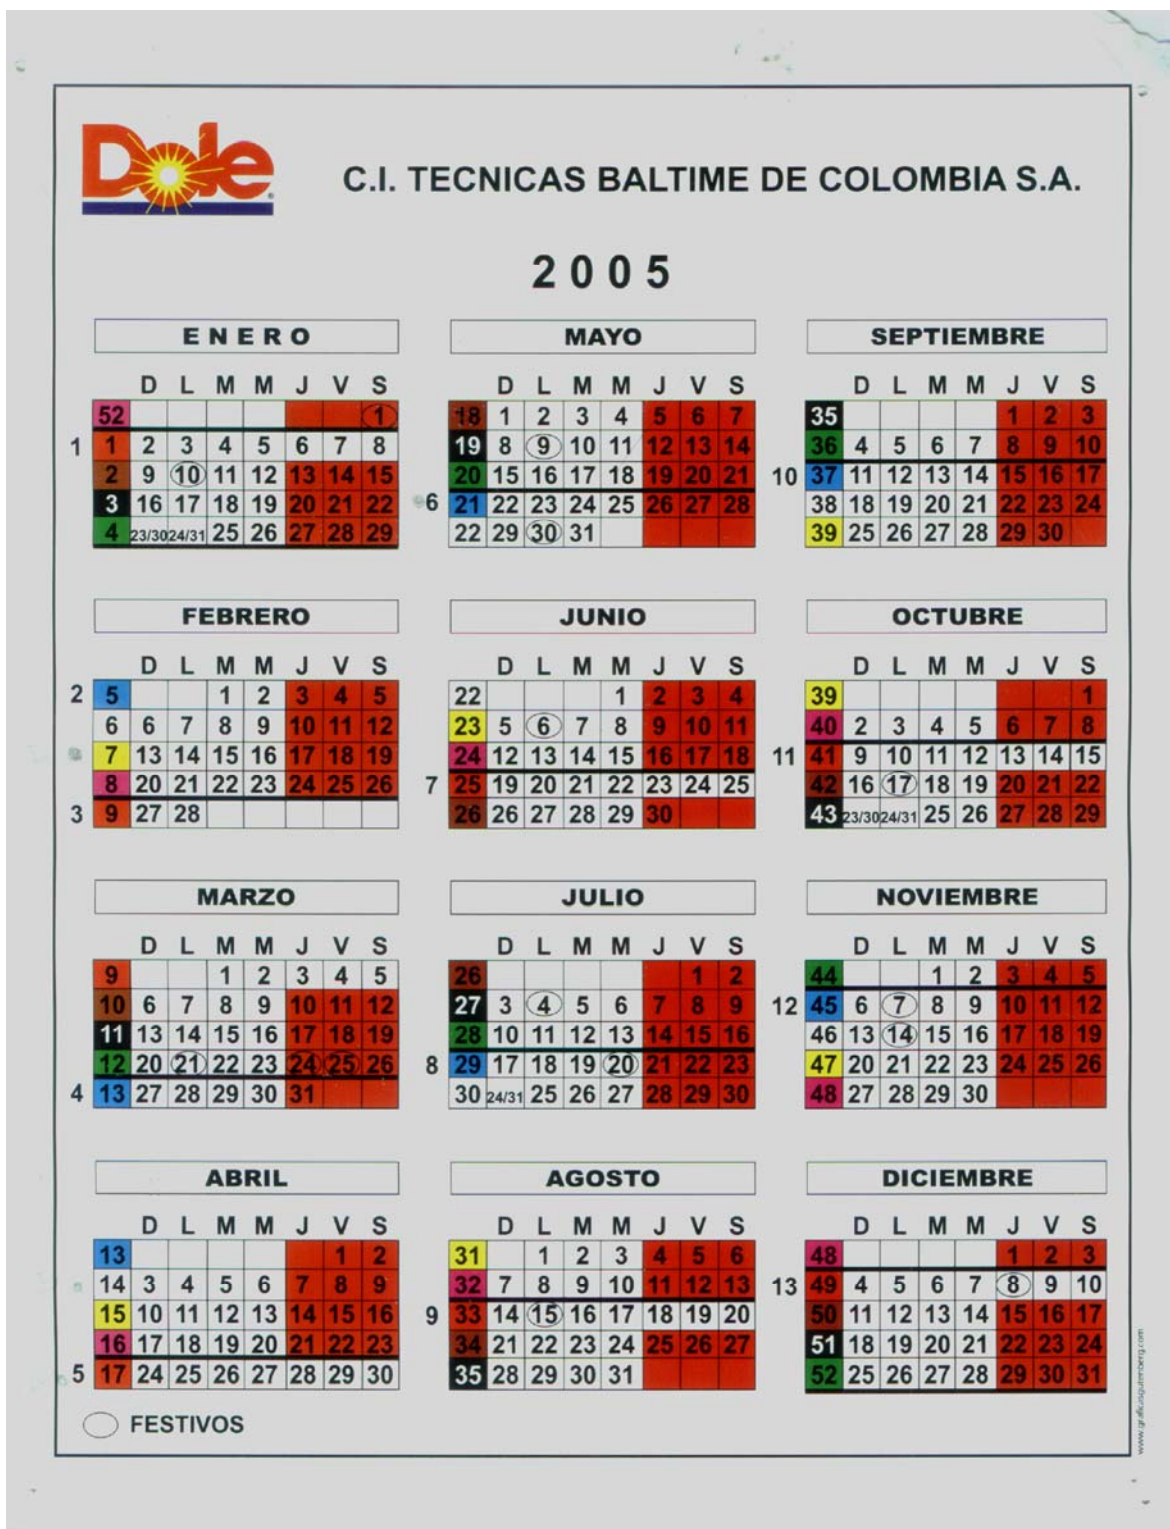 Dole
C.I. TECNICAS BALTIME DE COLOMBIA S.A.
2 0 0 5
E N E R O
D L M M J V S
52 1
1 1 2 3 4 5 6 7 8
2 9 10 11 12 13 14 15
3 16 17 18 19 20 21 22
4 23/30 24/31 25 26 27 28 29
FEBRERO
D L M M J V S
2 5 1 2 3 4 5
6 6 7 8 9 10 11 12
7 13 14 15 16 17 18 19
8 20 21 22 23 24 25 26
3 9 27 28
MARZO
D L M M J V S
9 1 2 3 4 5
10 6 7 8 9 10 11 12
11 13 14 15 16 17 18 19
12 20 21 22 23 24 25 26
4 13 27 28 29 30 31
ABRIL
D L M M J V S
13 1 2
14 3 4 5 6 7 8 9
15 10 11 12 13 14 15 16
16 17 18 19 20 21 22 23
5 17 24 25 26 27 28 29 30
MAYO
D L M M J V S
18 1 2 3 4 5 6 7
19 8 9 10 11 12 13 14
20 15 16 17 18 19 20 21
6 21 22 23 24 25 26 27 28
22 29 30 31
JUNIO
D L M M J V S
22 1 2 3 4
23 5 6 7 8 9 10 11
24 12 13 14 15 16 17 18
7 25 19 20 21 22 23 24 25
26 26 27 28 29 30
JULIO
D L M M J V S
26 1 2
27 3 4 5 6 7 8 9
28 10 11 12 13 14 15 16
8 29 17 18 19 20 21 22 23
30 24/31 25 26 27 28 29 30
AGOSTO
D L M M J V S
31 1 2 3 4 5 6
32 7 8 9 10 11 12 13
9 33 14 15 16 17 18 19 20
34 21 22 23 24 25 26 27
35 28 29 30 31
SEPTIEMBRE
D L M M J V S
35 1 2 3
36 4 5 6 7 8 9 10
10 37 11 12 13 14 15 16 17
38 18 19 20 21 22 23 24
39 25 26 27 28 29 30
OCTUBRE
D L M M J V S
39 1
40 2 3 4 5 6 7 8
11 41 9 10 11 12 13 14 15
42 16 17 18 19 20 21 22
43 23/30 24/31 25 26 27 28 29
NOVIEMBRE
D L M M J V S
44 1 2 3 4 5
12 45 6 7 8 9 10 11 12
46 13 14 15 16 17 18 19
47 20 21 22 23 24 25 26
48 27 28 29 30
DICIEMBRE
D L M M J V S
48 1 2 3
13 49 4 5 6 7 8 9 10
50 11 12 13 14 15 16 17
51 18 19 20 21 22 23 24
52 25 26 27 28 29 30 31
FESTIVOS
www.graficasgutenberg.com